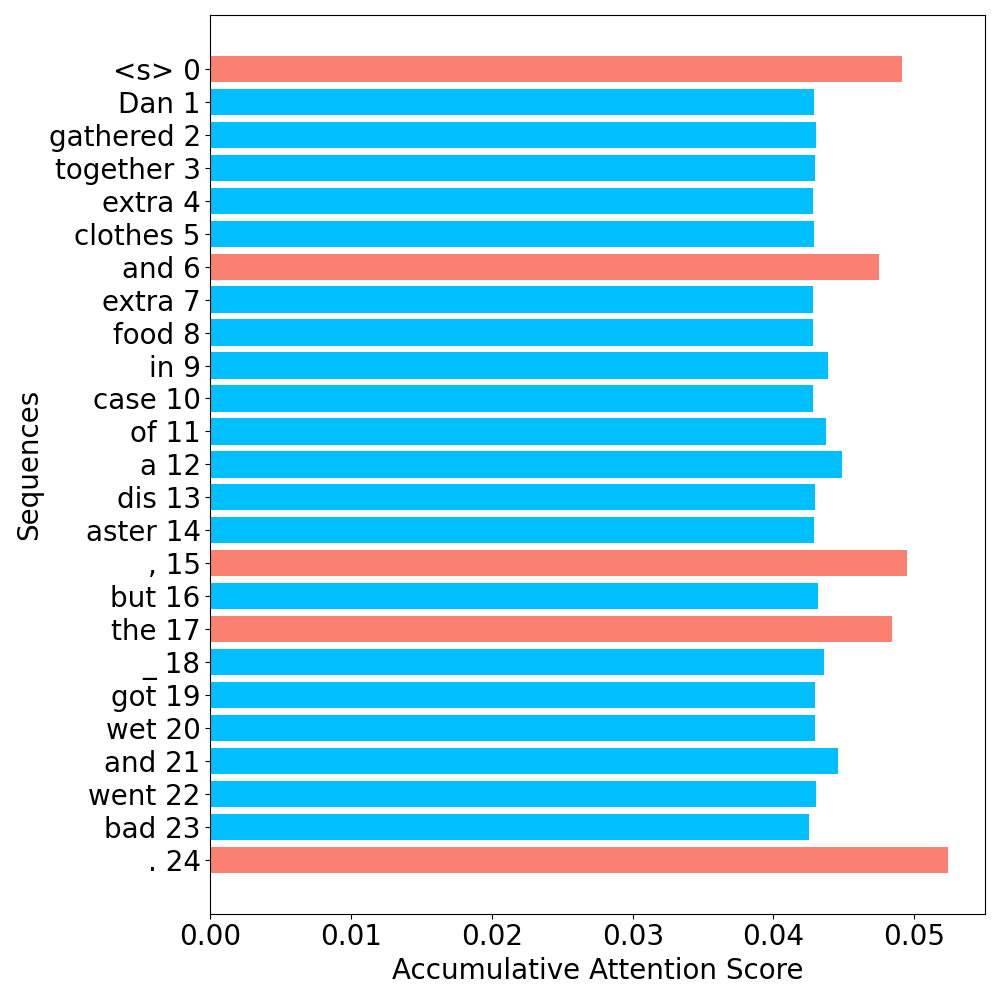 <s> 0
Dan 1
gathered 2
together 3
extra 4
clothes 5
and 6
extra 7
food 8
in 9
case 10
of 11
a 12
dis 13
aster 14
, 15
but 16
the 17
_ 18
got 19
wet 20
and 21
went 22
bad 23
. 24
Sequences
0.00 0.01 0.02 0.03 0.04 0.05
Accumulative Attention Score